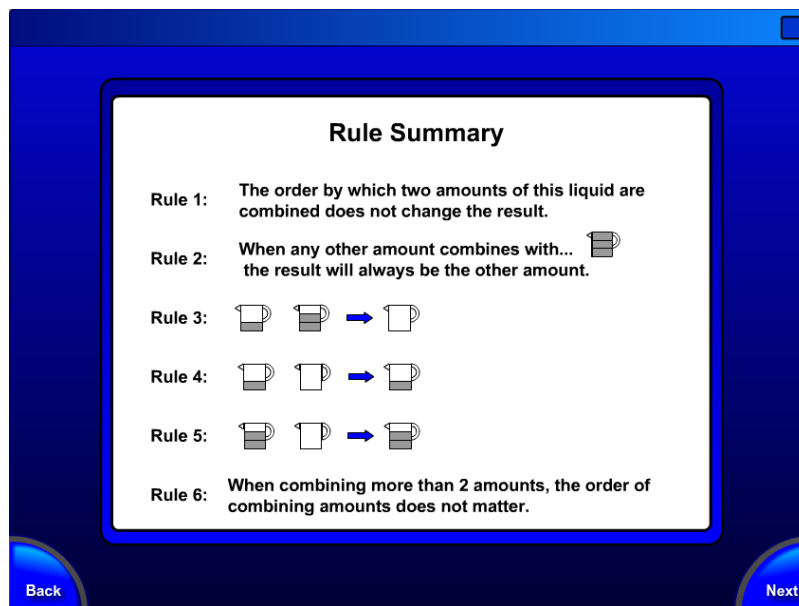 Rule Summary
Rule 1:
The order by which two amounts of this liquid are
combined does not change the result.
Rule 2:
When any other amount combines with...
the result will always be the other amount.
Rule 3:
Rule 4:
Rule 5:
Rule 6:
When combining more than 2 amounts, the order of
combining amounts does not matter.
Back
Next